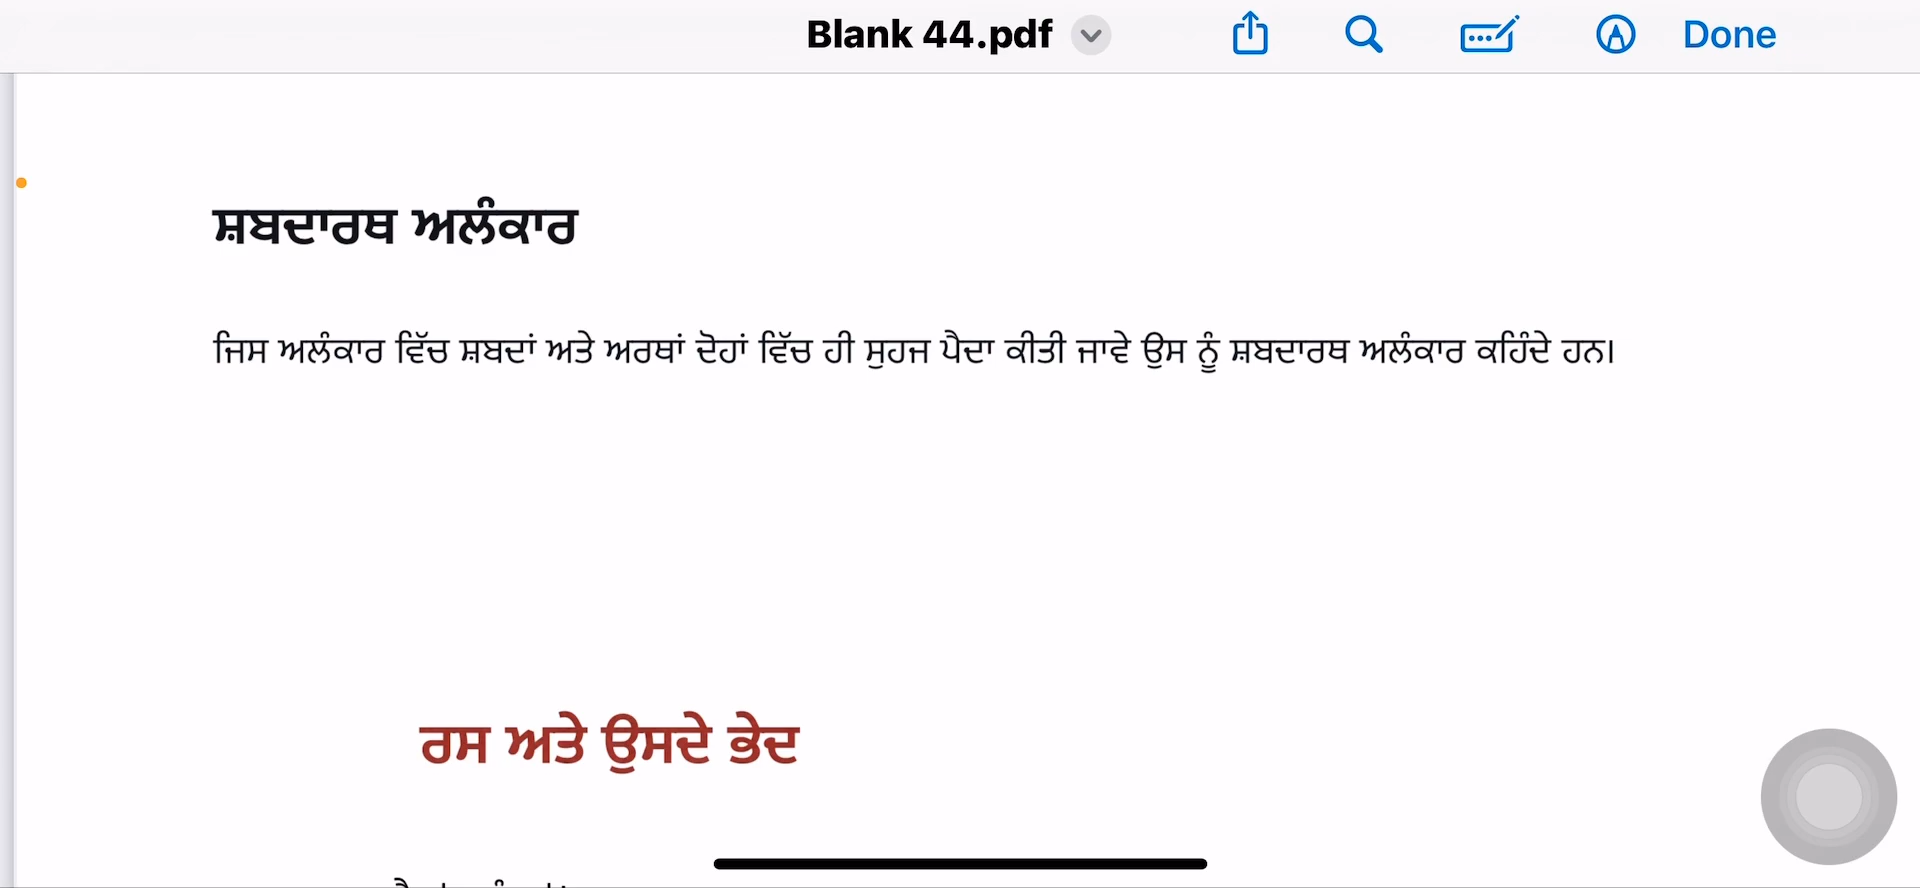 Blank 44.pdf
Done
ਸ਼ਬਦਾਰਥ ਅਲੰਕਾਰ
ਜਿਸ ਅਲੰਕਾਰ ਵਿੱਚ ਸ਼ਬਦਾਂ ਅਤੇ ਅਰਥਾਂ ਦੋਹਾਂ ਵਿੱਚ ਹੀ ਸੁਹਜ ਪੈਦਾ ਕੀਤੀ ਜਾਵੇ ਉਸ ਨੂੰ ਸ਼ਬਦਾਰਥ ਅਲੰਕਾਰ ਕਹਿੰਦੇ ਹਨ।
ਰਸ ਅਤੇ ਉਸਦੇ ਭੇਦ